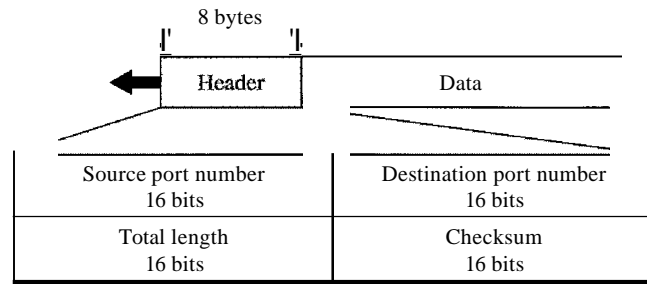 8 bytes
Header
Data
Source port number
16 bits
Destination port number
16 bits
Total length
16 bits
Checksum
16 bits